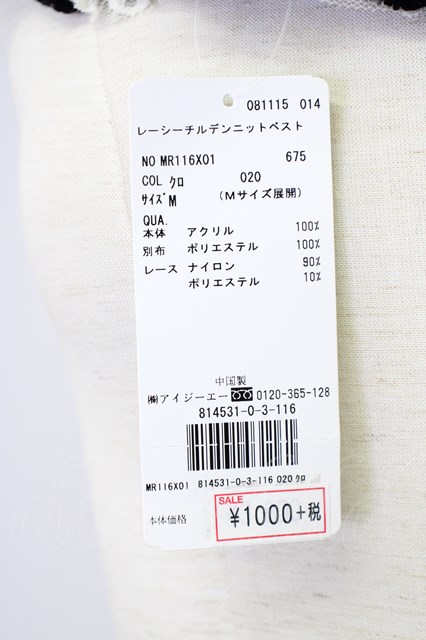 081115 014
レーシーチルデンニットベスト
NO MR116X01 675
COL クロ 020
ｻｲｽﾞ M （Mサイズ展開）
QUA.
本体 アクリル 100%
別布 ポリエステル 100%
レース ナイロン 90%
ポリエステル 10%
中国製
㈱アイジーエー 0120-365-128
814531-0-3-116
MR116X01 814531-0-3-116 020 クロ
SALE
本体価格 ¥1000+税